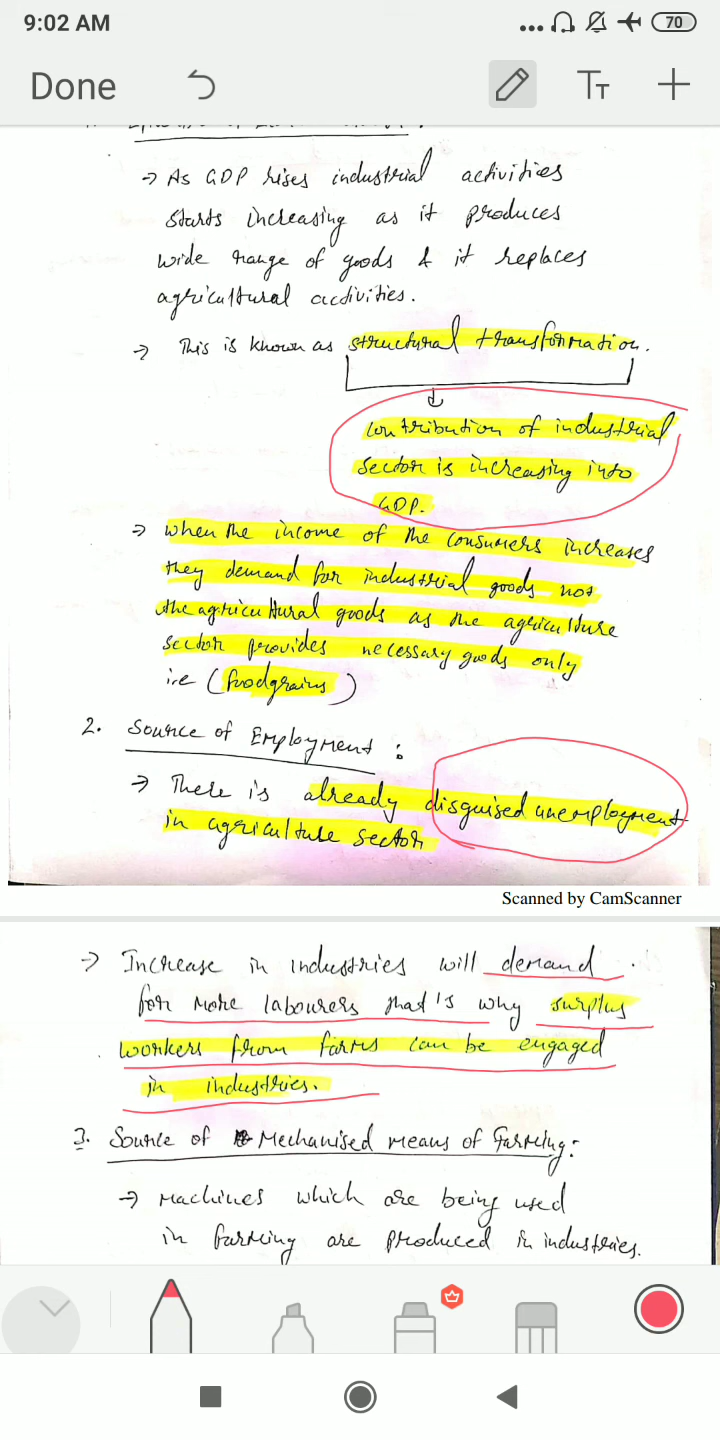 9:02 AM
70
Done
→ As GDP rises industrial activities
starts increasing as it produces
wide range of goods & it replaces
agricultural activities.
→ This is known as structural transformation.
Contribution of industrial
sector is increasing into
GDP.
→ When the income of the consumers increases
they demand for industrial goods not
the agricultural goods as the agriculture
sector provides necessary goods only
i.e (foodgrains)
2. Source of Employment :
→ There is already disguised unemployment
in agriculture sector
Scanned by CamScanner
→ Increase in industries will demand
for more labourers that is why surplus
workers from farms can be engaged
in industries.
3. Source of Mechanised means of farming:
→ Machines which are being used
in farming are produced in industries.